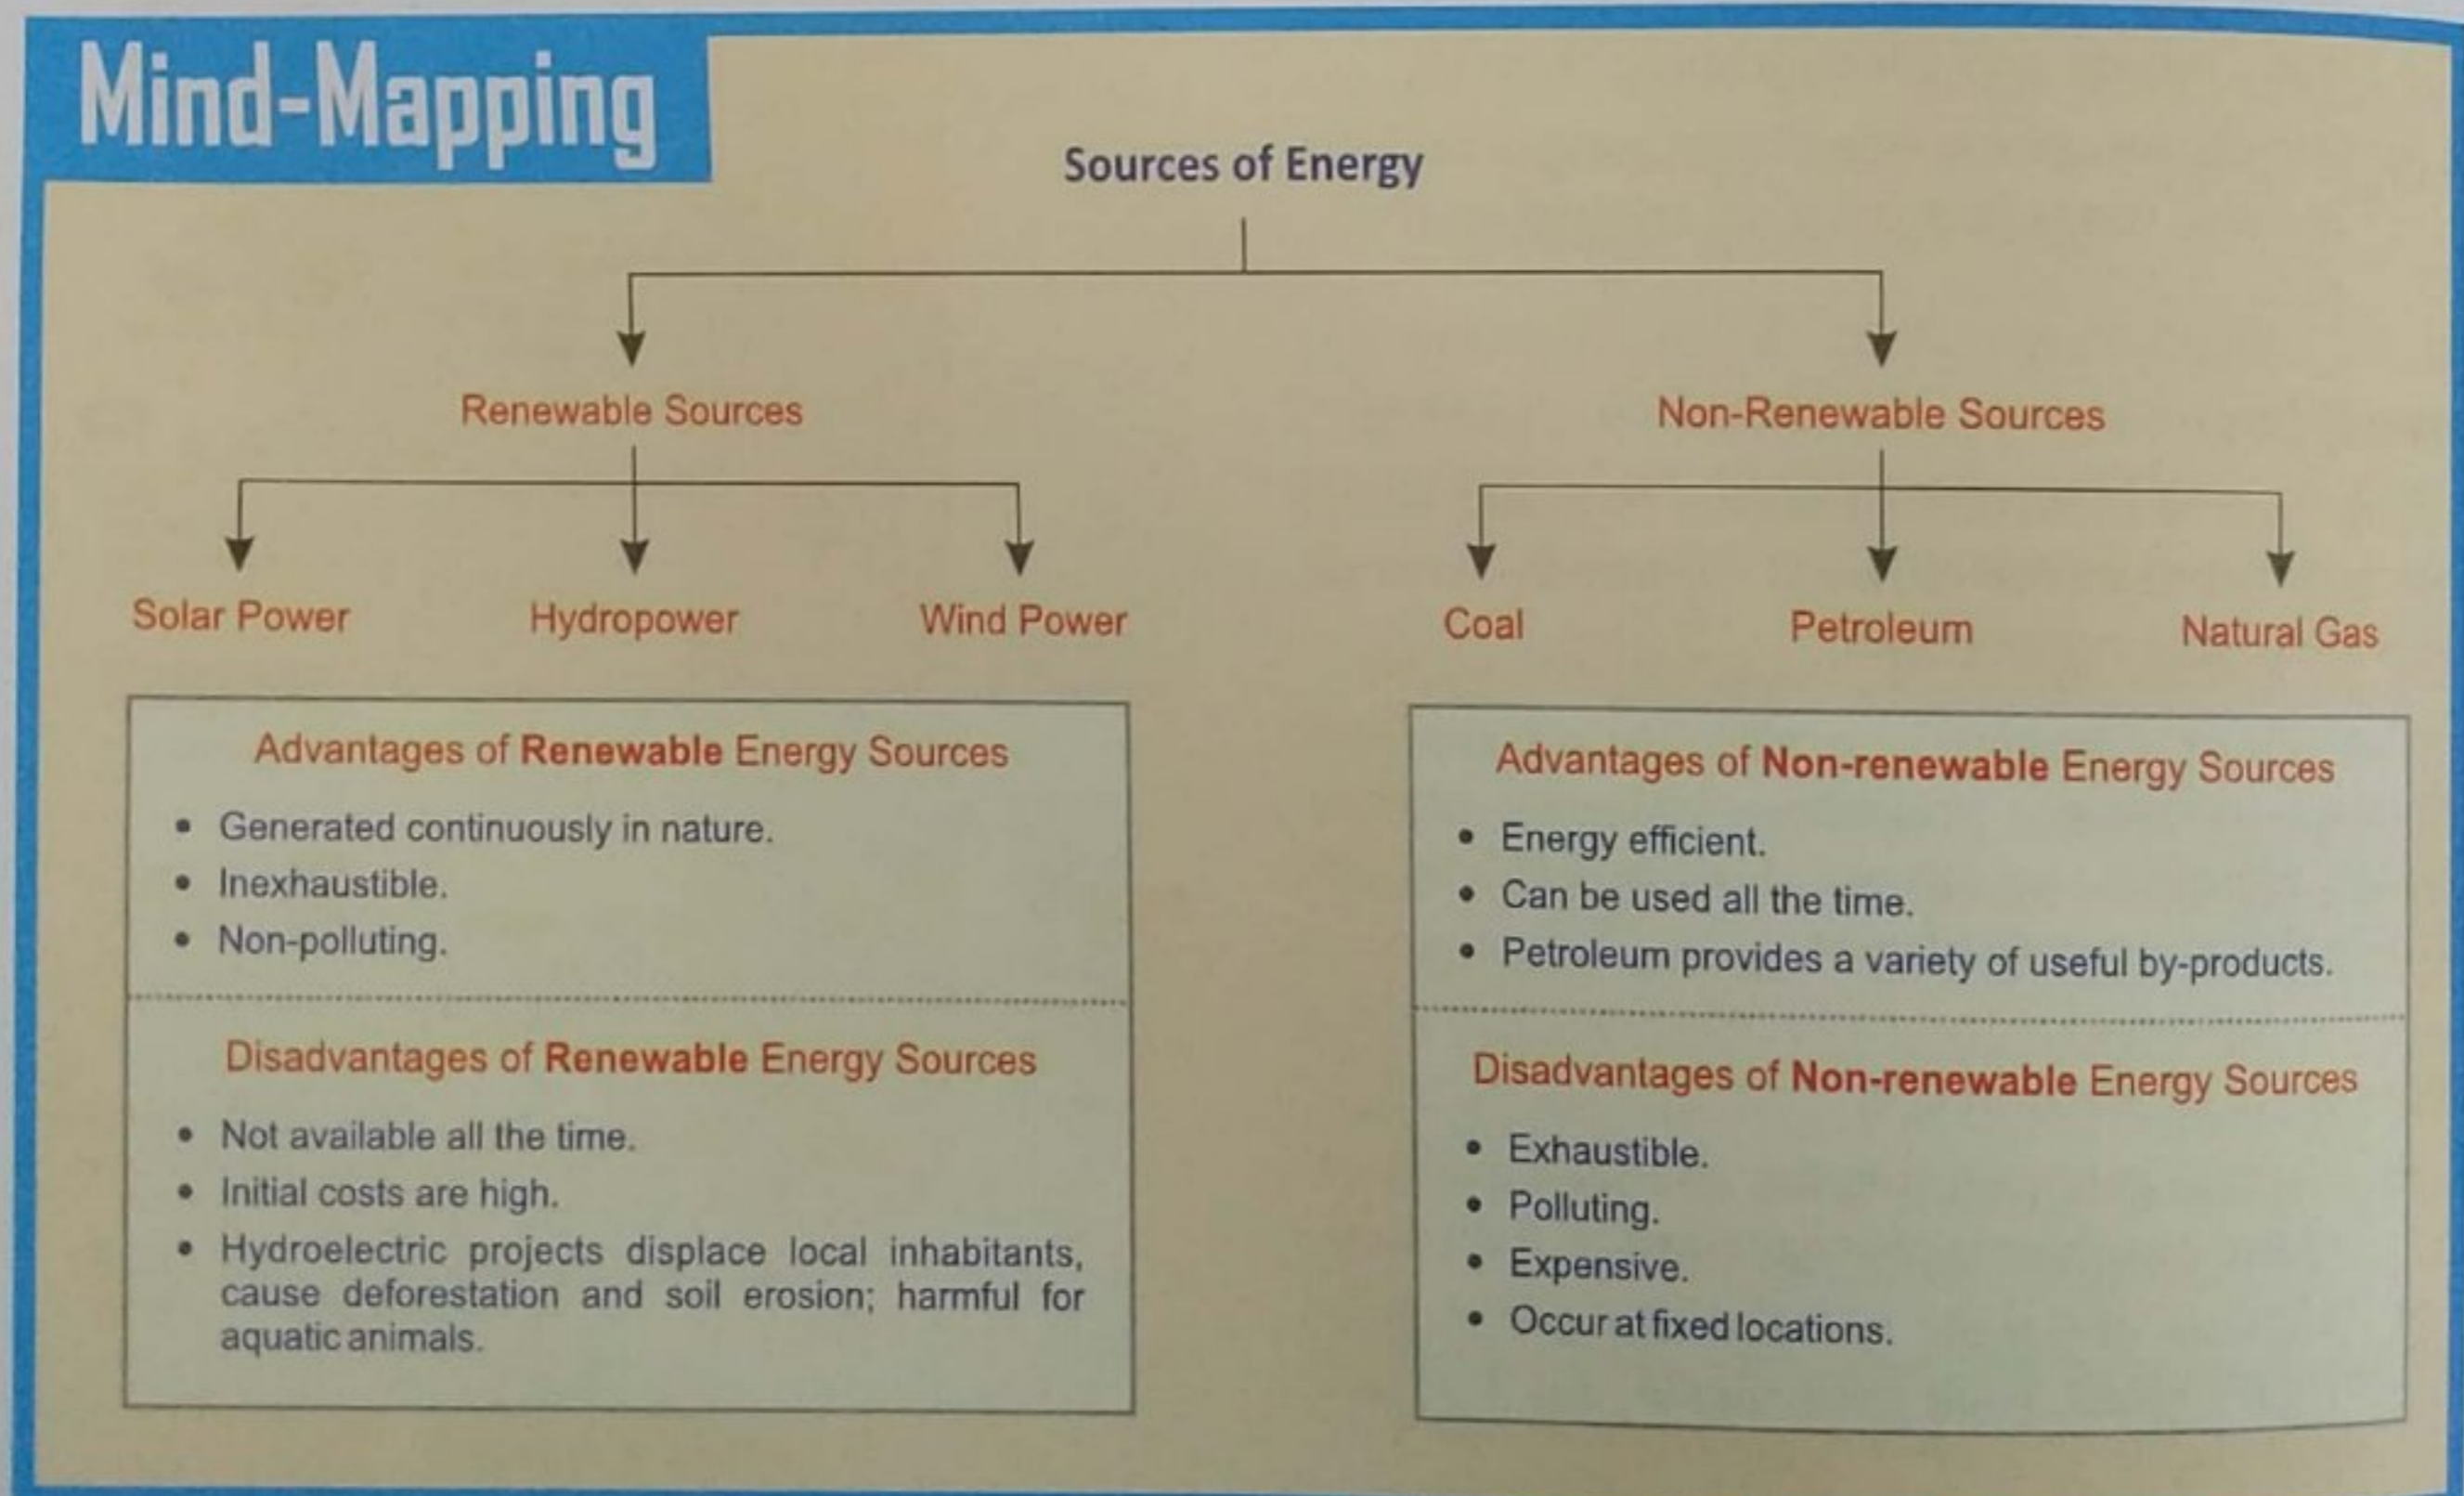 Mind-Mapping
Sources of Energy
Renewable Sources
Non-Renewable Sources
Solar Power
Hydropower
Wind Power
Coal
Petroleum
Natural Gas
Advantages of Renewable Energy Sources
• Generated continuously in nature.
• Inexhaustible.
• Non-polluting.
Disadvantages of Renewable Energy Sources
• Not available all the time.
• Initial costs are high.
• Hydroelectric projects displace local inhabitants,
cause deforestation and soil erosion; harmful for
aquatic animals.
Advantages of Non-renewable Energy Sources
• Energy efficient.
• Can be used all the time.
• Petroleum provides a variety of useful by-products.
Disadvantages of Non-renewable Energy Sources
• Exhaustible.
• Polluting.
• Expensive.
• Occur at fixed locations.